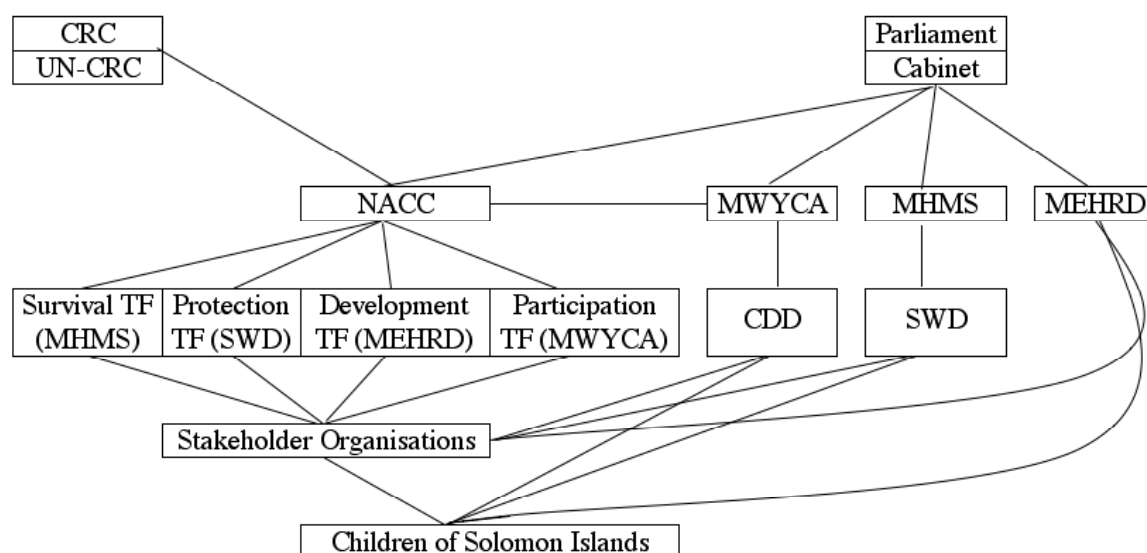 CRC
UN-CRC
Parliament
Cabinet
NACC
MWYCA
MHMS
MEHRD
Survival TF
(MHMS)
Protection
TF (SWD)
Development
TF (MEHRD)
Participation
TF (MWYCA)
CDD
SWD
Stakeholder Organisations
Children of Solomon Islands